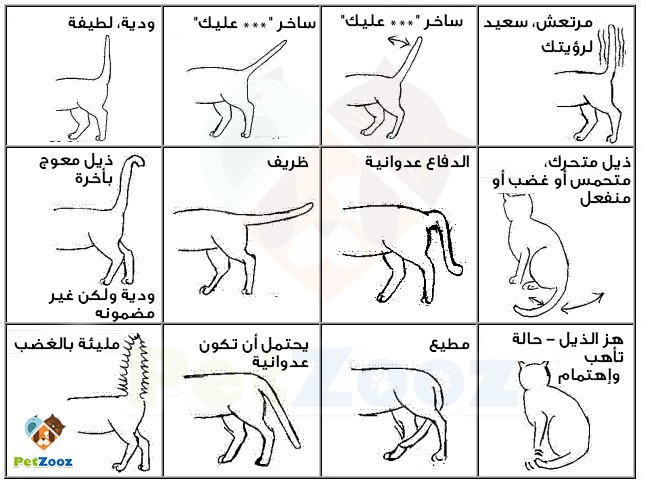 مرتعش، سعيد
لرؤيتك
ساخر "*** عليك"
ساخر "*** عليك"
ودية، لطيفة
ذيل متحرك،
متحمس أو غضب أو
منفعل
الدفاع عدوانية
ظريف
ذيل معوج
بأخرة
ودية ولكن غير
مضمونه
هز الذيل - حالة
تأهب
وإهتمام
مطيع
يحتمل أن تكون
عدوانية
مليئة بالغضب
PetZooz
PetZooz